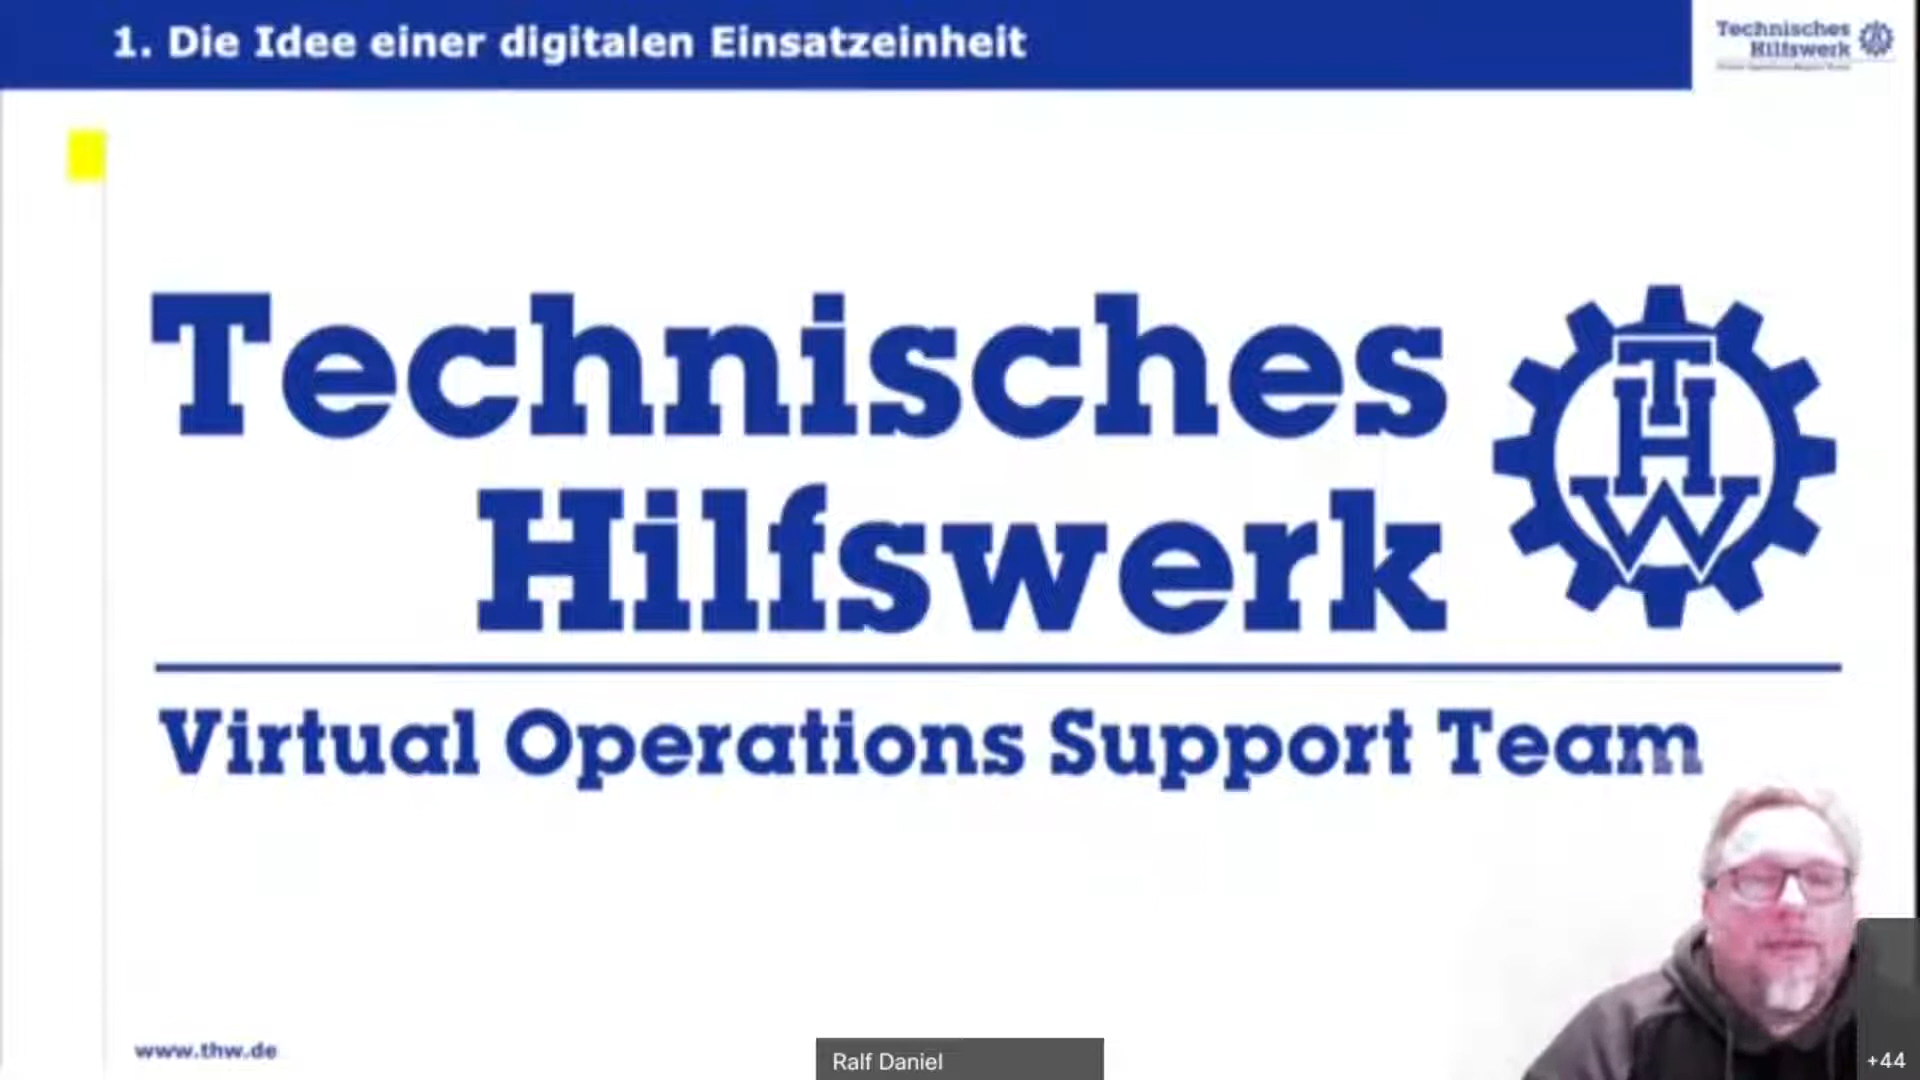 1. Die Idee einer digitalen Einsatzeinheit
Technisches
Hilfswerk
Technisches
Hilfswerk
THW
Virtual Operations Support Team
www.thw.de
Ralf Daniel
+44